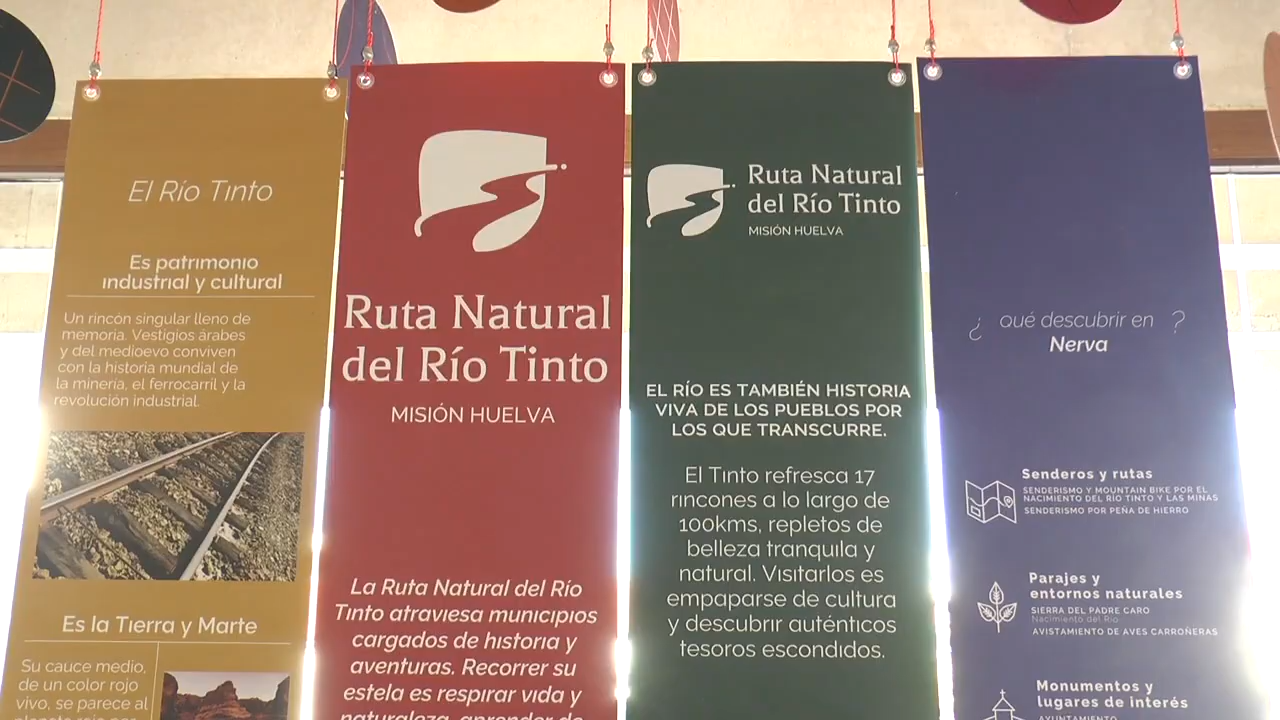 El Río Tinto
Es patrimonio
industrial y cultural
Un rincón singular lleno de
memoria. Vestigios árabes
y del medioevo conviven
con la historia mundial de
la minería, el ferrocarril y la
revolución industrial.
Es la Tierra y Marte
Su cauce medio,
de un color rojo
vivo, se parece al
planeta rojo por
Ruta Natural
del Río Tinto
MISIÓN HUELVA
La Ruta Natural del Río
Tinto atraviesa municipios
cargados de historia y
aventuras. Recorrer su
estela es respirar vida y
naturaleza, aprender de
Ruta Natural
del Río Tinto
MISIÓN HUELVA
EL RÍO ES TAMBIÉN HISTORIA
VIVA DE LOS PUEBLOS POR
LOS QUE TRANSCURRE.
El Tinto refresca 17
rincones a lo largo de
100kms, repletos de
belleza tranquila y
natural. Visitarlos es
empaparse de cultura
y descubrir auténticos
tesoros escondidos.
¿ qué descubrir en ?
Nerva
Senderos y rutas
SENDERISMO Y MOUNTAIN BIKE POR EL
NACIMIENTO DEL RÍO TINTO Y LAS MINAS
SENDERISMO POR PEÑA DE HIERRO
Parajes y
entornos naturales
SIERRA DEL PADRE CARO
Nacimiento del Río
AVISTAMIENTO DE AVES CARROÑERAS
Monumentos y
lugares de interés
AYUNTAMIENTO